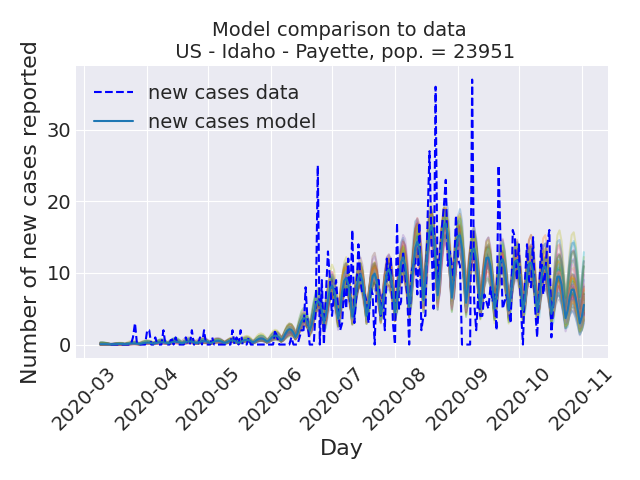 Model comparison to data
US - Idaho - Payette, pop. = 23951
Number of new cases reported
30
20
10
0
new cases data
new cases model
2020-03
2020-04
2020-05
2020-06
2020-07
2020-08
2020-09
2020-10
2020-11
Day